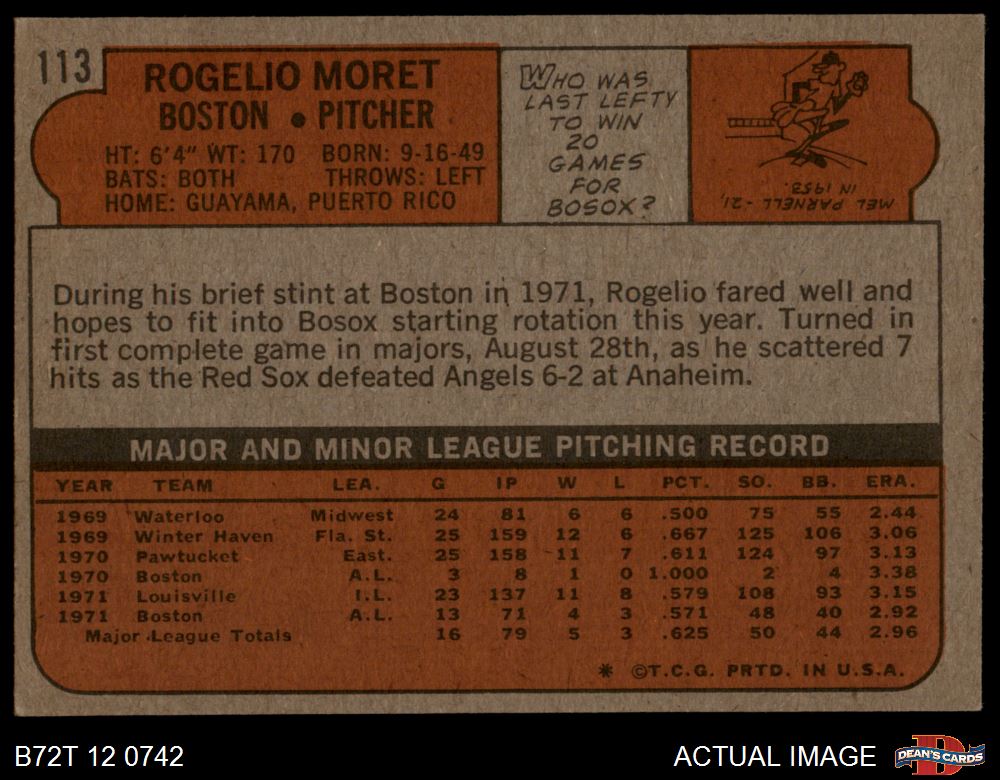 113
ROGELIO MORET
BOSTON • PITCHER
HT: 6'4" WT: 170 BORN: 9-16-49
BATS: BOTH THROWS: LEFT
HOME: GUAYAMA, PUERTO RICO
WHO WAS
LAST LEFTY
TO WIN
20
GAMES
FOR
BOSOX?
MEL PARNELL - 21,
IN 1953.
During his brief stint at Boston in 1971, Rogelio fared well and
hopes to fit into Bosox starting rotation this year. Turned in
first complete game in majors, August 28th, as he scattered 7
hits as the Red Sox defeated Angels 6-2 at Anaheim.
MAJOR AND MINOR LEAGUE PITCHING RECORD
YEAR TEAM LEA. G IP W L PCT. SO. BB. ERA.
1969 Waterloo Midwest 24 81 6 6 .500 75 55 2.44
1969 Winter Haven Fla. St. 25 159 12 6 .667 125 106 3.06
1970 Pawtucket East. 25 158 11 7 .611 124 97 3.13
1970 Boston A.L. 3 8 1 0 1.000 2 4 3.38
1971 Louisville I.L. 23 137 11 8 .579 108 93 3.15
1971 Boston A.L. 13 71 4 3 .571 48 40 2.92
Major League Totals 16 79 5 3 .625 50 44 2.96
* ©T.C.G. PRTD. IN U.S.A.
B72T 12 0742
ACTUAL IMAGE
DEAN'S CARDS